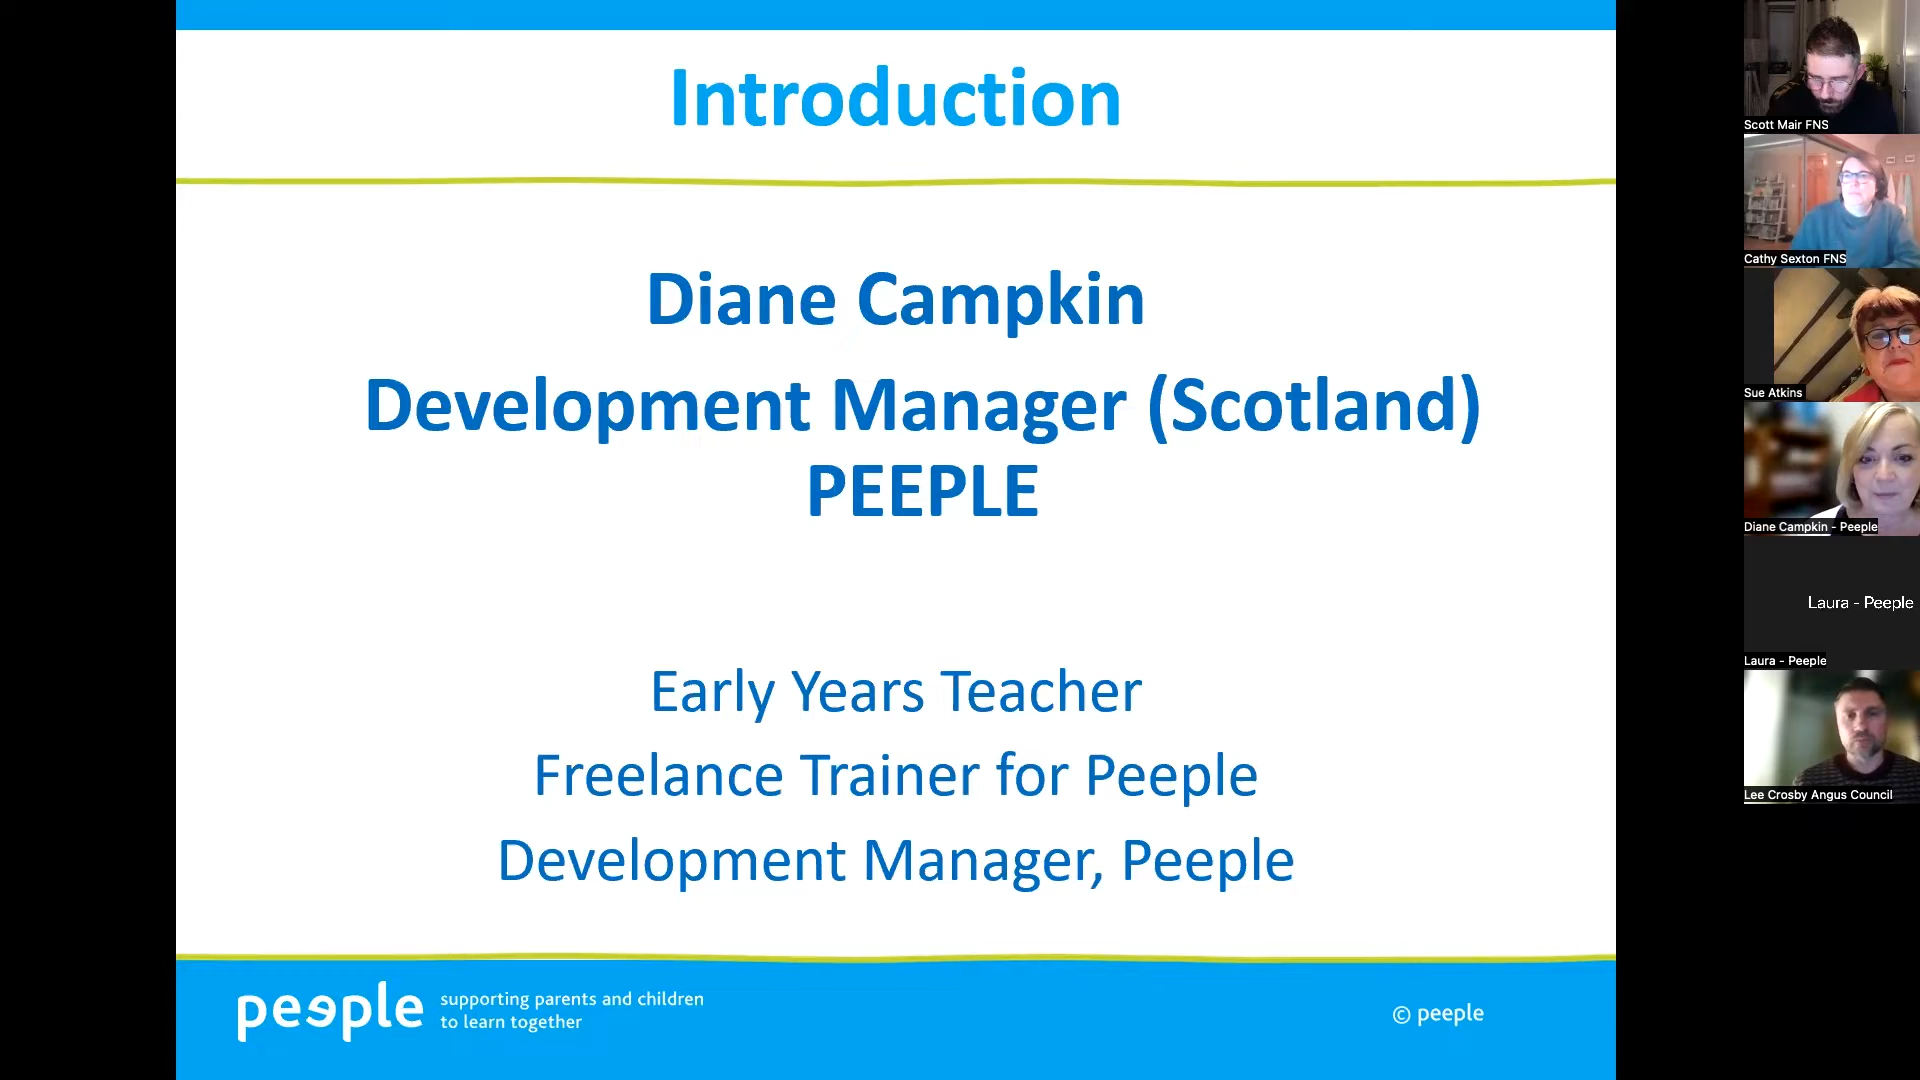 Introduction
Diane Campkin
Development Manager (Scotland)
PEEPLE
Early Years Teacher
Freelance Trainer for Peeple
Development Manager, Peeple
peeple
supporting parents and children
to learn together
© peeple
Scott Mair FNS
Cathy Sexton FNS
Sue Atkins
Diane Campkin - Peeple
Laura - Peeple
Laura - Peeple
Lee Crosby Angus Council